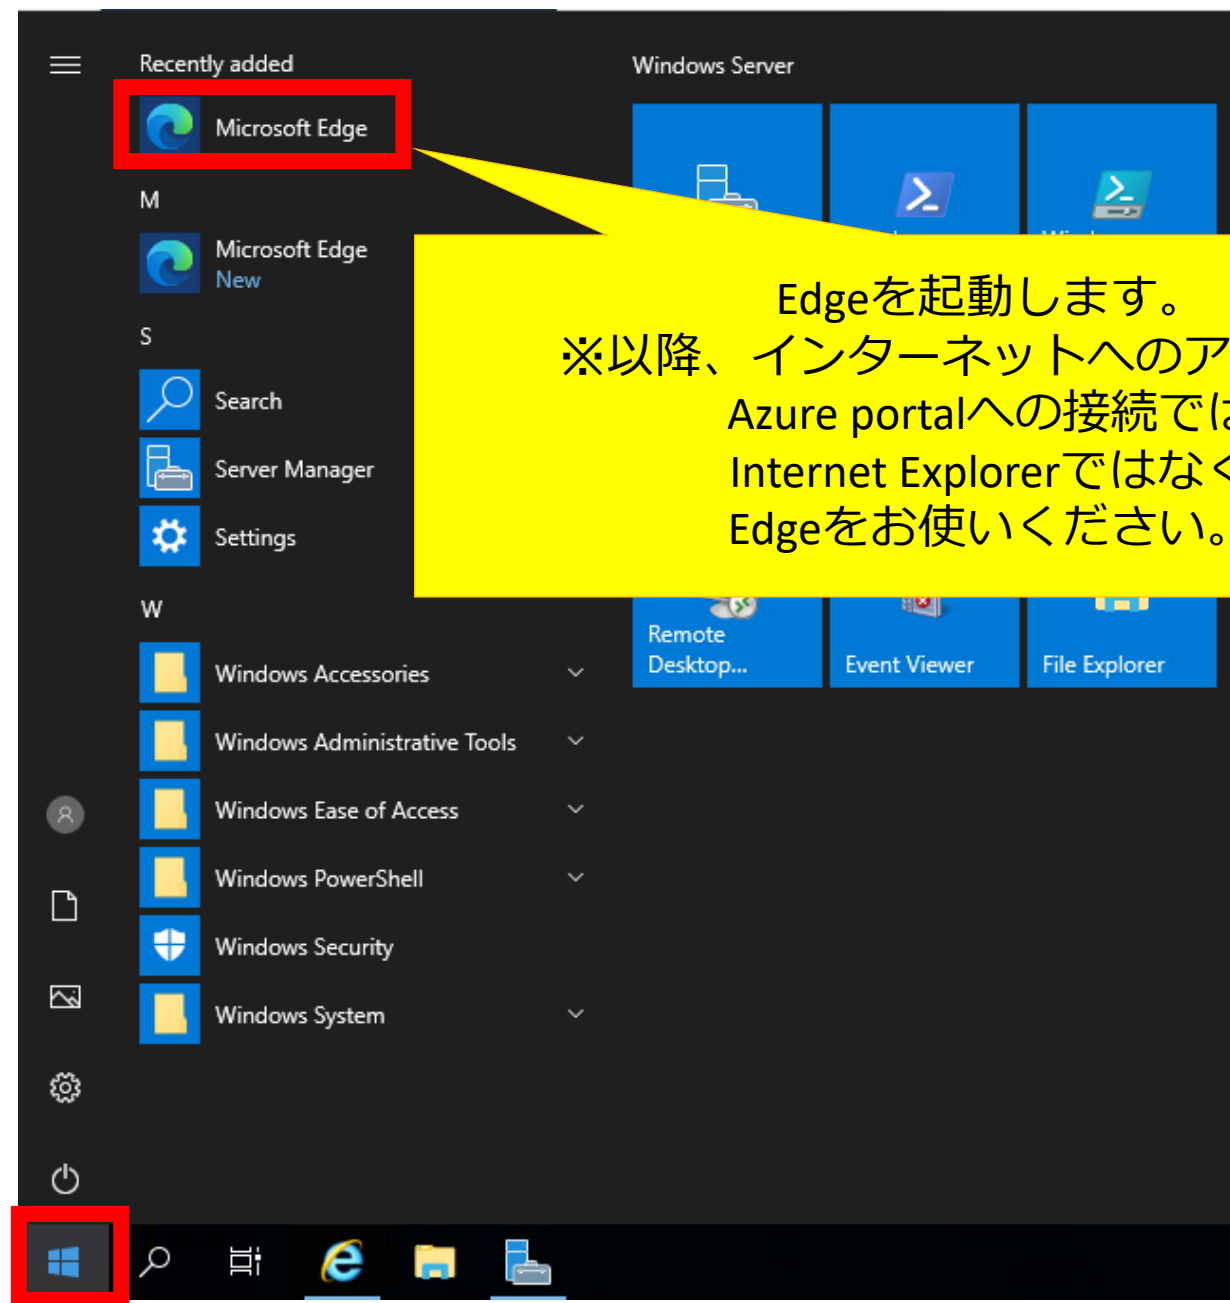 Recently added
Microsoft Edge
M
Microsoft Edge
New
S
Search
Server Manager
Settings
W
Windows Accessories
Windows Administrative Tools
Windows Ease of Access
Windows PowerShell
Windows Security
Windows System
Windows Server
Edgeを起動します。
※以降、インターネットへのア
Azure portalへの接続では
Internet Explorerではなく
Edgeをお使いください。
Remote
Desktop...
Event Viewer
File Explorer